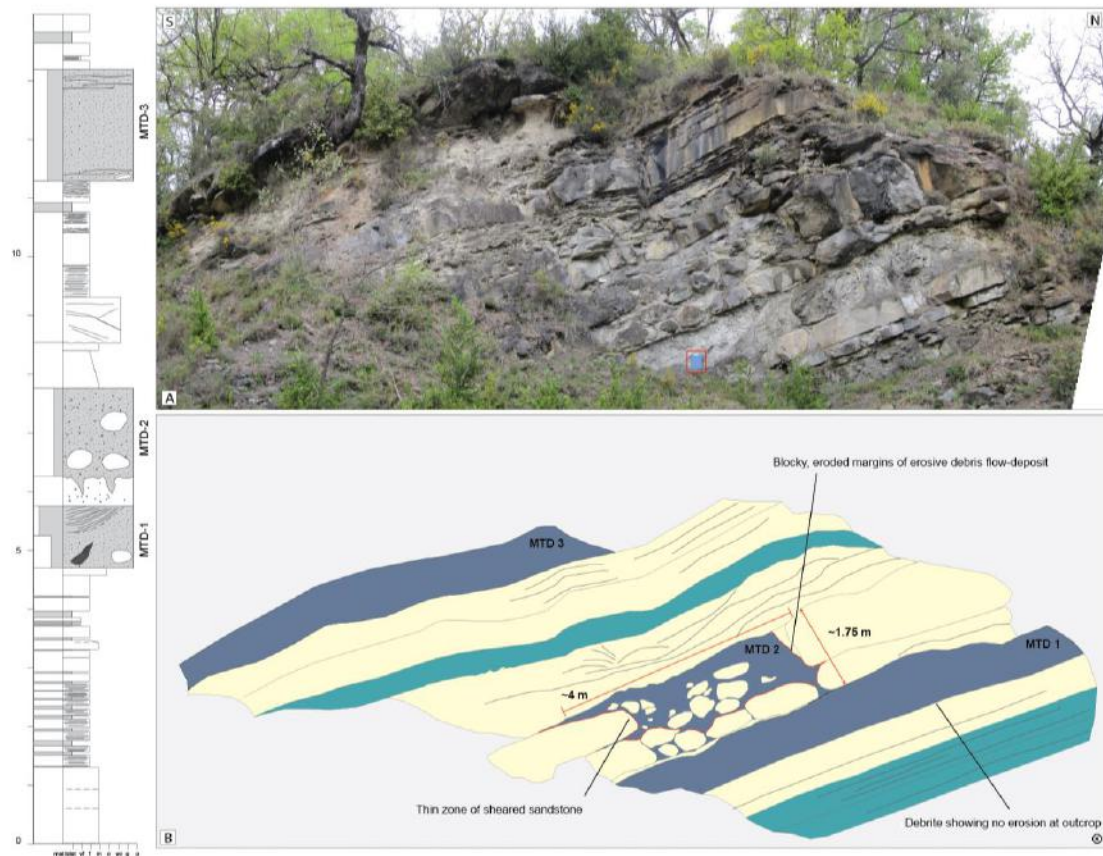 MTD-3
10
MTD-2
MTD-1
5
0
S
N
A
Blocky, eroded margins of erosive debris flow-deposit
MTD 3
~1.75 m
MTD 1
MTD 2
~4 m
Thin zone of sheared sandstone
Debrite showing no erosion at outcrop
B